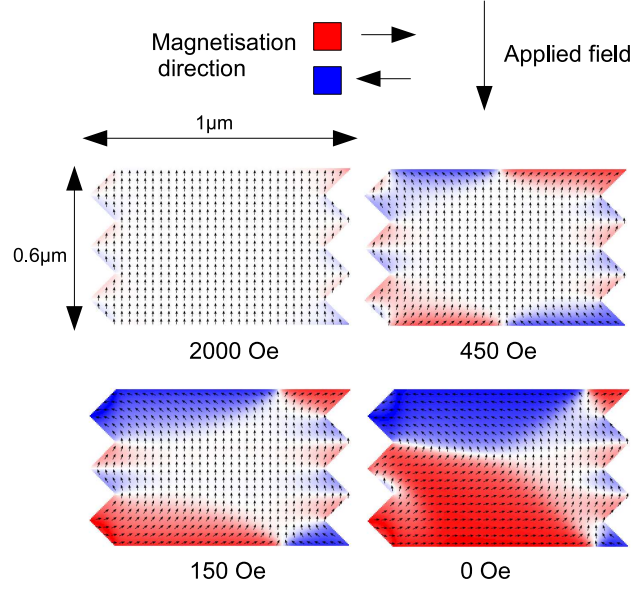 Magnetisation
direction
Applied field
1µm
0.6µm
2000 Oe
450 Oe
150 Oe
0 Oe